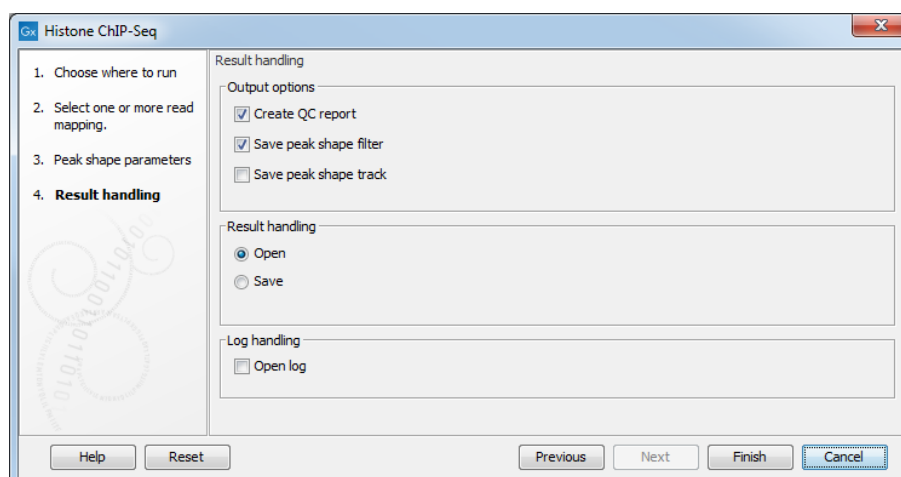 Gx Histone ChIP-Seq
1. Choose where to run
2. Select one or more read
mapping.
3. Peak shape parameters
4. Result handling
Result handling
Output options
Create QC report
Save peak shape filter
Save peak shape track
Result handling
Open
Save
Log handling
Open log
Help
Reset
Previous
Next
Finish
Cancel